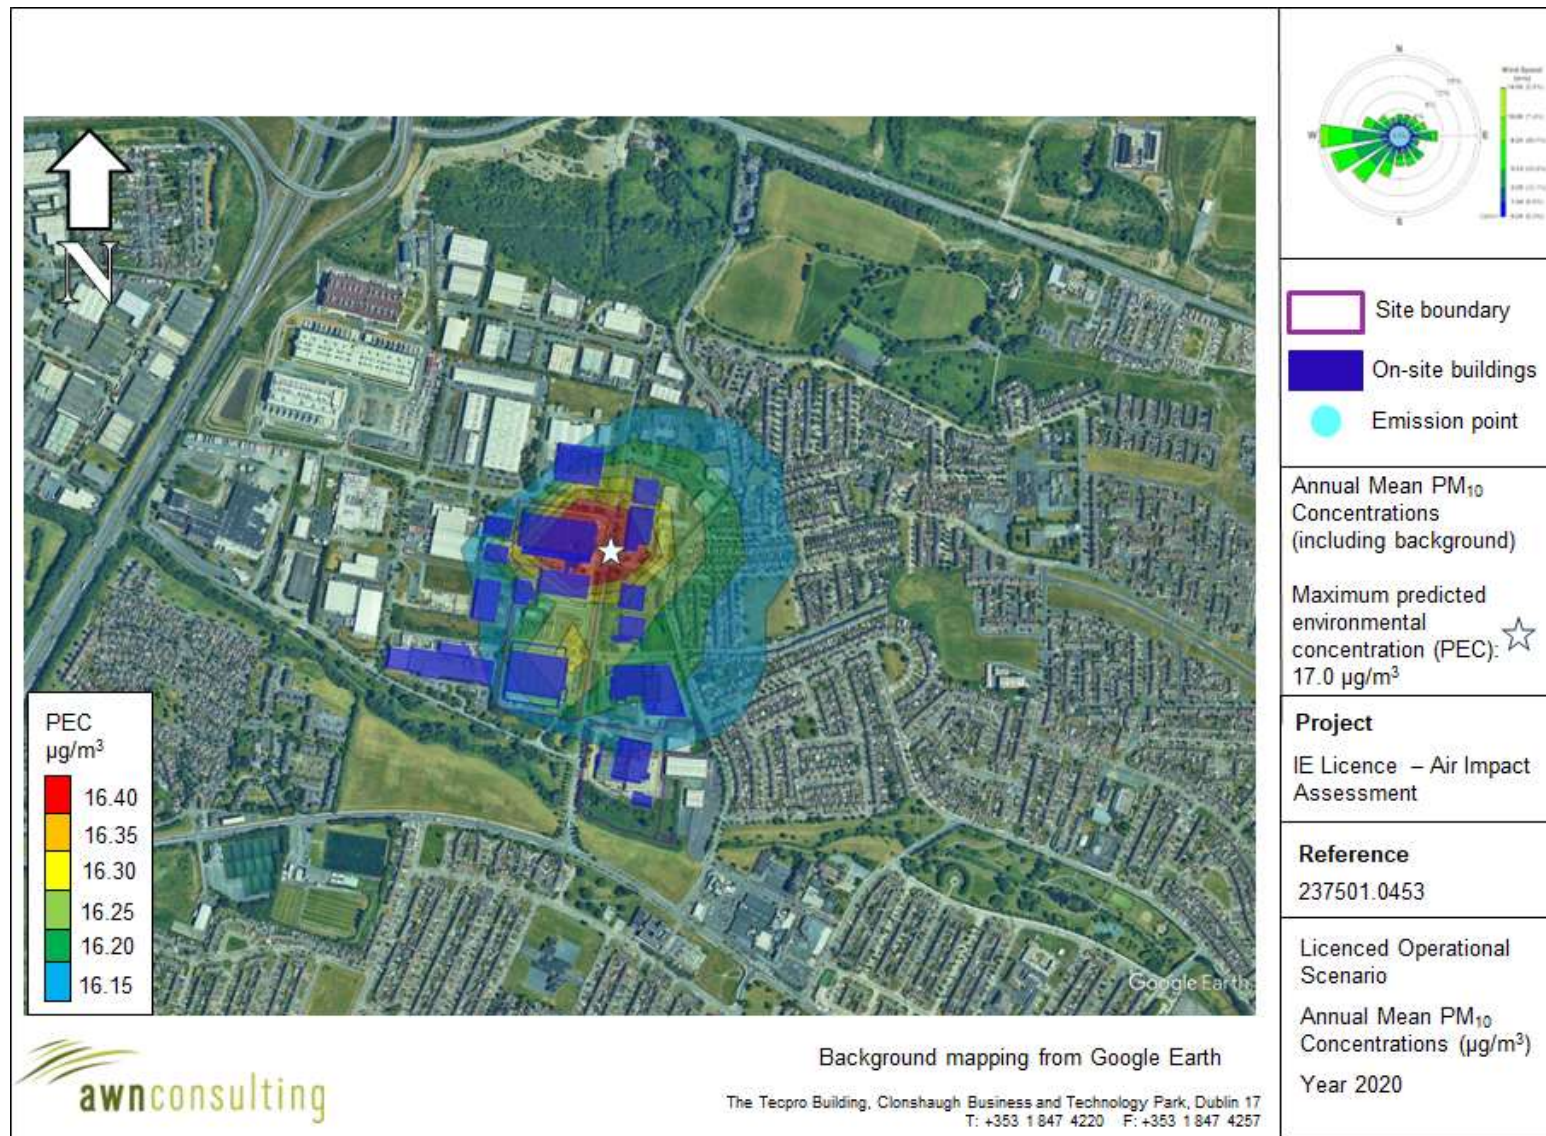 N
N
W
E
S
Site boundary
On-site buildings
Emission point
Annual Mean PM₁₀
Concentrations
(including background)
Maximum predicted
environmental
concentration (PEC):
17.0 µg/m³
Project
IE Licence – Air Impact
Assessment
Reference
237501.0453
Licenced Operational
Scenario
Annual Mean PM₁₀
Concentrations (µg/m³)
Year 2020
PEC
µg/m³
16.40
16.35
16.30
16.25
16.20
16.15
Google Earth
awnconsulting
Background mapping from Google Earth
The Tecpro Building, Clonshaugh Business and Technology Park, Dublin 17
T: +353 1 847 4220 F: +353 1 847 4257